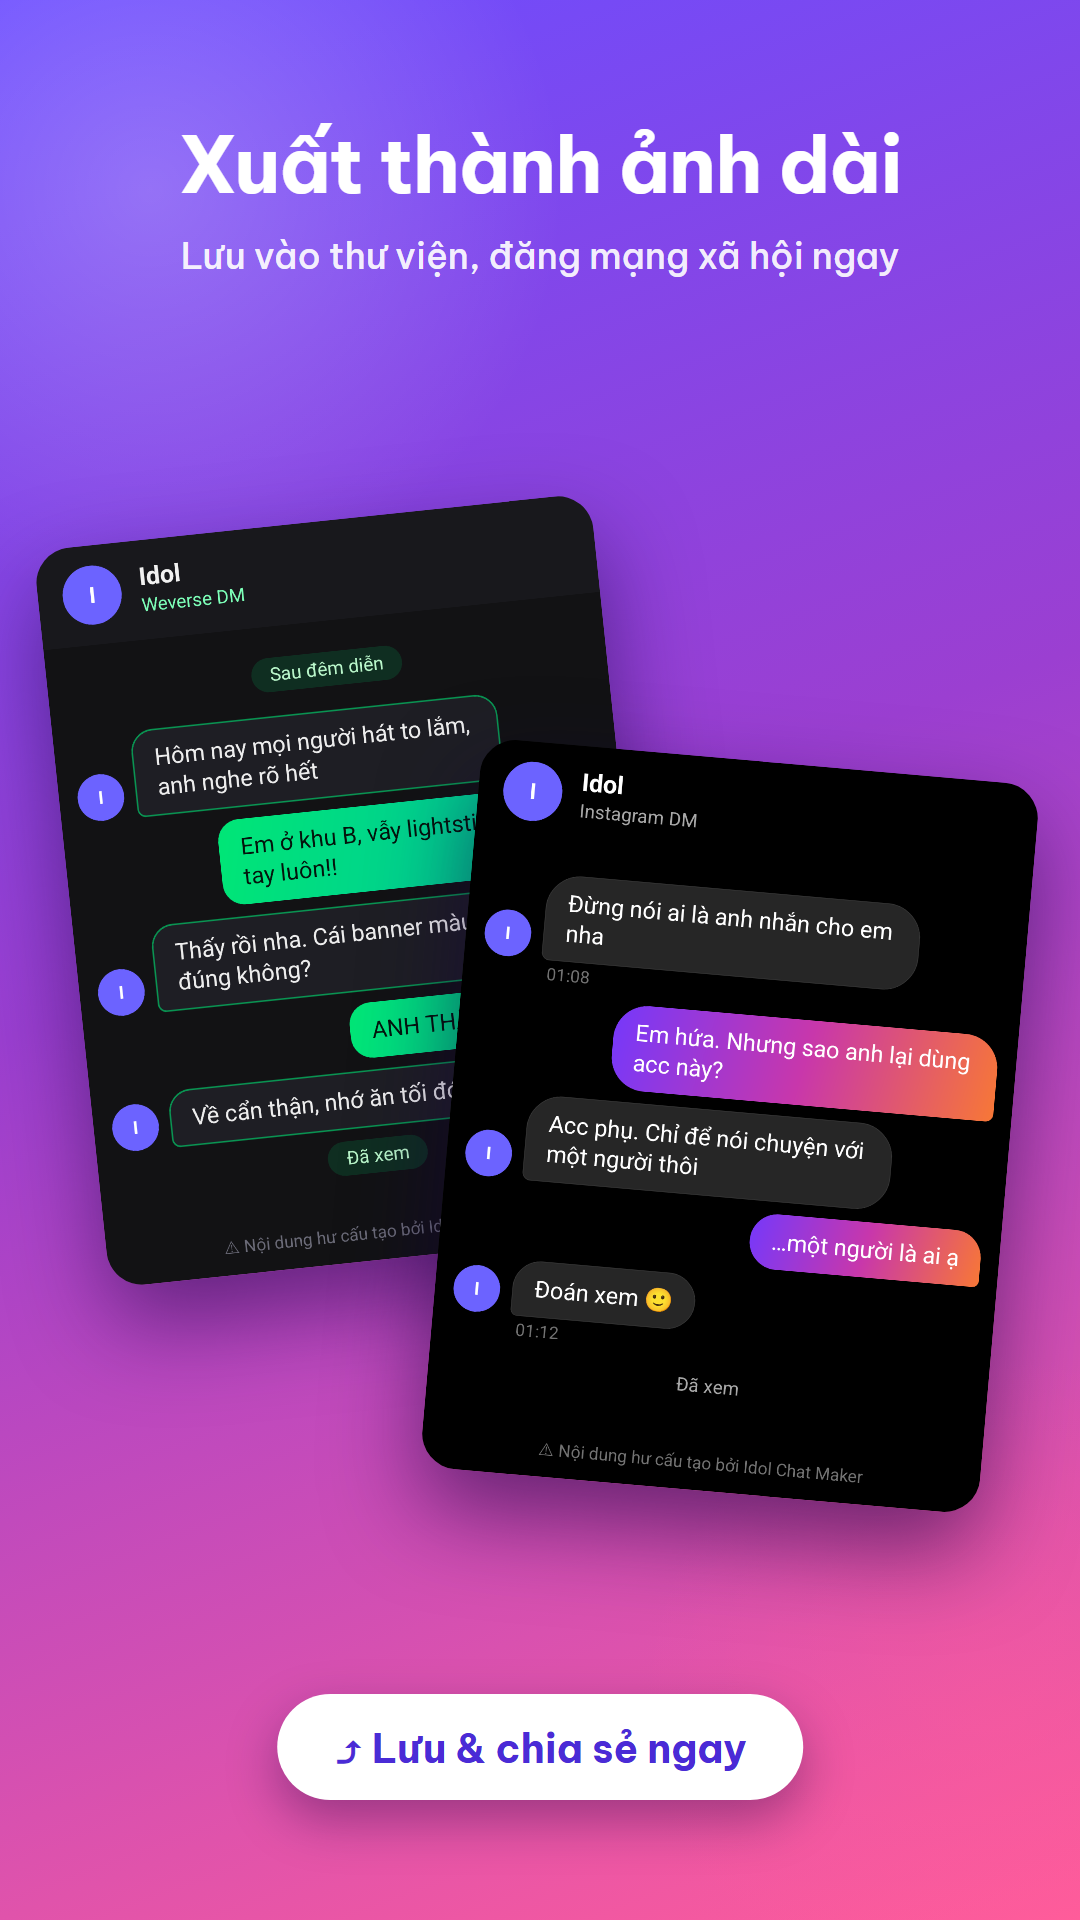 Xuất thành ảnh dài
Lưu vào thư viện, đăng mạng xã hội ngay
I
Idol
Weverse DM
Sau đêm diễn
Hôm nay mọi người hát to lắm,
anh nghe rõ hết
I
Em ở khu B, vẫy
tay luôn!!
Thấy rồi nha. Cái banner
đúng không?
I
ANH
Về cẩn thận, nhớ ăn tối
I
Đã xem
⚠ Nội dung hư cấu tạo bởi
I
Idol
Instagram DM
Đừng nói ai là anh nhắn cho em
nha
I
01:08
Em hứa. Nhưng sao anh lại dùng
acc này?
Acc phụ. Chỉ để nói chuyện với
một người thôi
I
...một người là ai ạ
Đoán xem 🙂
I
01:12
Đã xem
⚠ Nội dung hư cấu tạo bởi Idol Chat Maker
⤴ Lưu & chia sẻ ngay